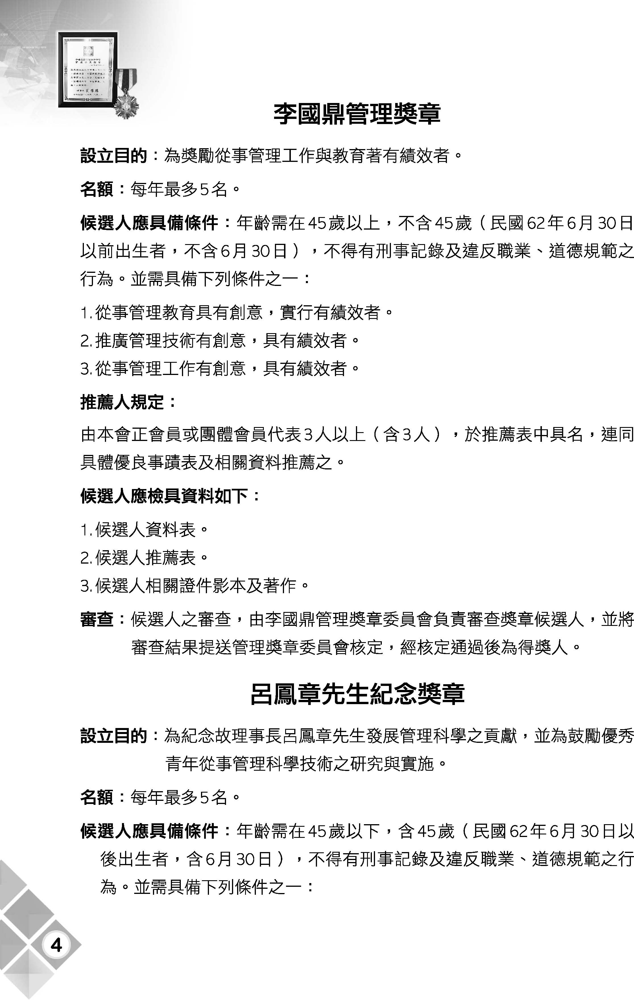 李國鼎管理獎章
設立目的：為獎勵從事管理工作與教育著有績效者。
名額：每年最多5名。
候選人應具備條件：年齡需在45歲以上，不含45歲（民國62年6月30日
以前出生者，不含6月30日），不得有刑事記錄及違反職業、道德規範之
行為。並需具備下列條件之一：
1.從事管理教育具有創意，實行有績效者。
2.推廣管理技術有創意，具有績效者。
3.從事管理工作有創意，具有績效者。
推薦人規定：
由本會正會員或團體會員代表3人以上（含3人），於推薦表中具名，連同
具體優良事蹟表及相關資料推薦之。
候選人應檢具資料如下：
1.候選人資料表。
2.候選人推薦表。
3.候選人相關證件影本及著作。
審查：候選人之審查，由李國鼎管理獎章委員會負責審查獎章候選人，並將
審查結果提送管理獎章委員會核定，經核定通過後為得獎人。
呂鳳章先生紀念獎章
設立目的：為紀念故理事長呂鳳章先生發展管理科學之貢獻，並為鼓勵優秀
青年從事管理科學技術之研究與實施。
名額：每年最多5名。
候選人應具備條件：年齡需在45歲以下，含45歲（民國62年6月30日以
後出生者，含6月30日），不得有刑事記錄及違反職業、道德規範之行
為。並需具備下列條件之一：
4